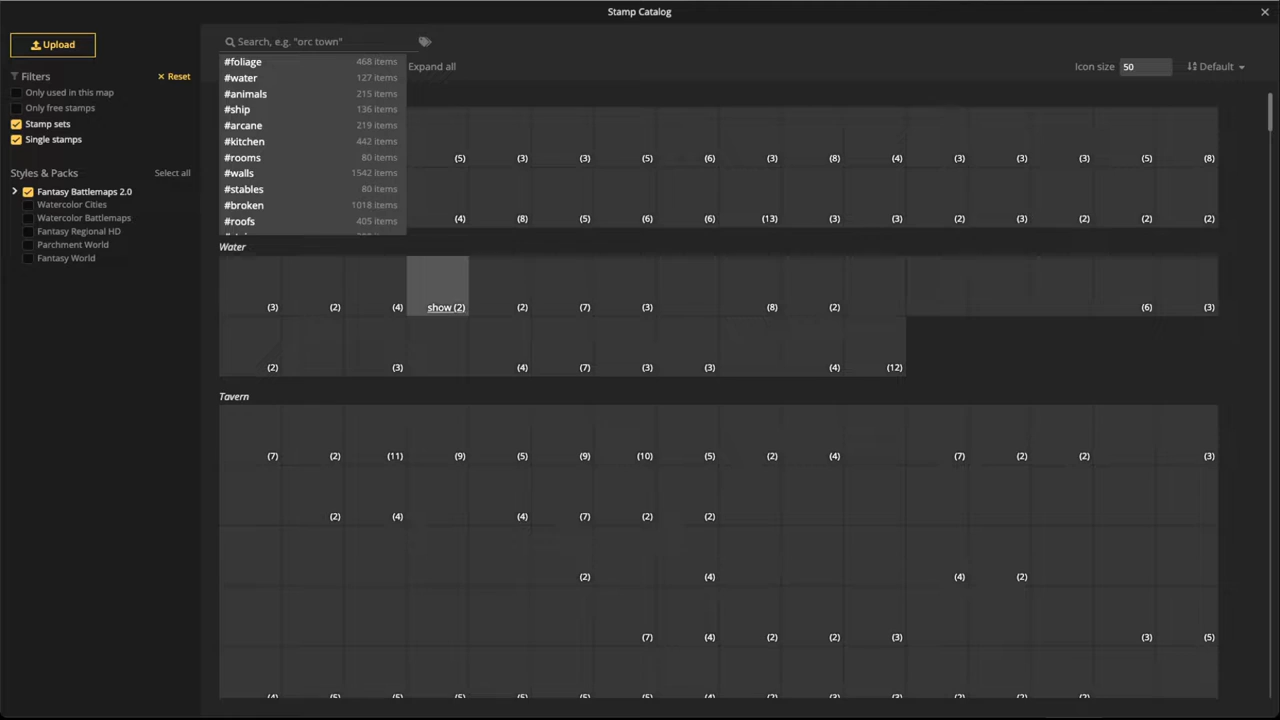 Stamp Catalog
Upload
Search, e.g. "orc town"
Filters
Reset
Only used in this map
Only free stamps
Stamp sets
Single stamps
Styles & Packs
Select all
Fantasy Battlemaps 2.0
Watercolor Cities
Watercolor Battlemaps
Fantasy Regional HD
Parchment World
Fantasy World
#foliage 468 items
#water 127 items
#animals 215 items
#ship 136 items
#arcane 219 items
#kitchen 442 items
#rooms 80 items
#walls 1542 items
#stables 80 items
#broken 1018 items
#roofs 405 items
Expand all
Icon size 50
Default
(5) (3) (3) (5) (6) (3) (8) (4) (3) (3) (3) (5) (8)
(4) (8) (5) (6) (6) (13) (3) (3) (2) (3) (2) (2) (2)
Water
(3) (2) (4) show (2) (2) (7) (3) (8) (2) (6) (3)
(2) (3) (4) (7) (3) (3) (4) (12)
Tavern
(7) (2) (11) (9) (5) (9) (10) (5) (2) (4) (7) (2) (2) (3)
(2) (4) (4) (7) (2) (2)
(2) (4) (4) (2)
(7) (4) (2) (2) (3) (3) (5)